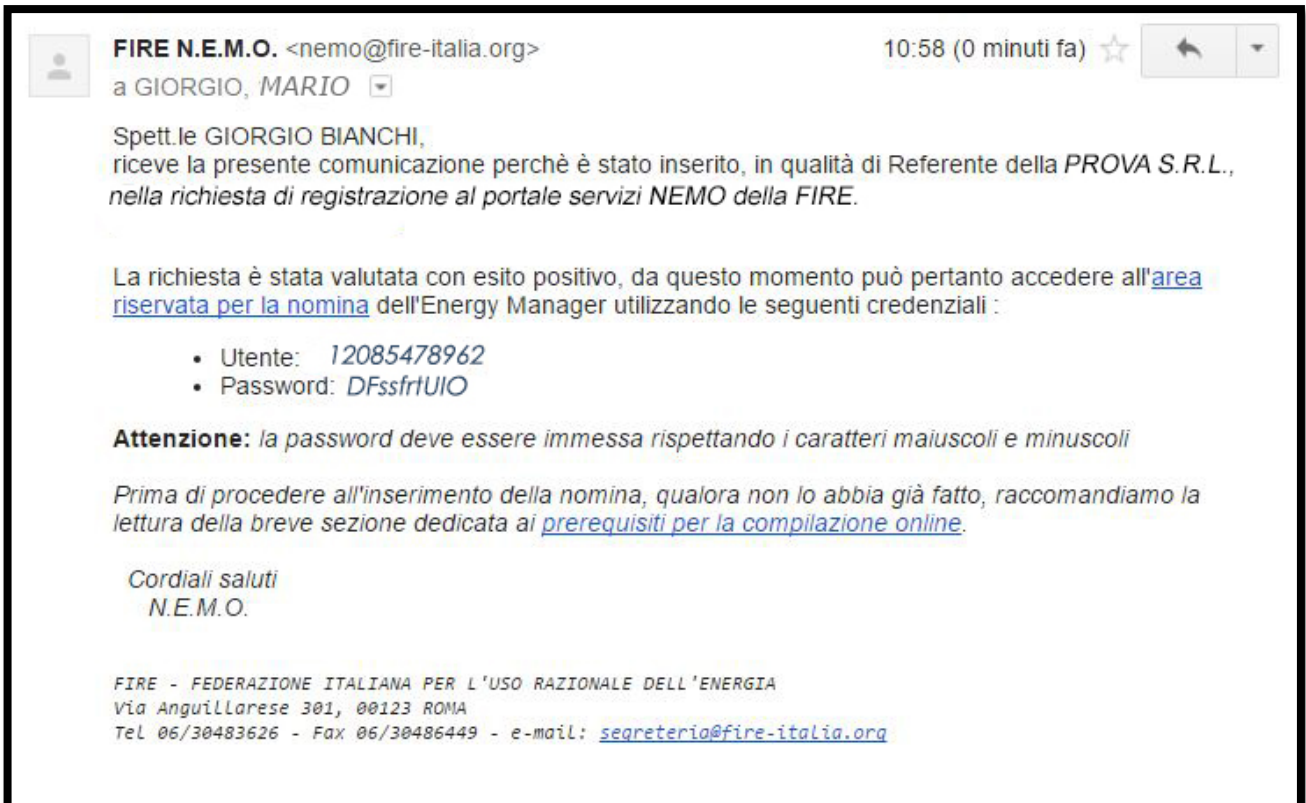 FIRE N.E.M.O. <nemo@fire-italia.org> 10:58 (0 minuti fa)
a GIORGIO, MARIO
Spett.le GIORGIO BIANCHI,
riceve la presente comunicazione perchè è stato inserito, in qualità di Referente della PROVA S.R.L.,
nella richiesta di registrazione al portale servizi NEMO della FIRE.
La richiesta è stata valutata con esito positivo, da questo momento può pertanto accedere all'area
riservata per la nomina dell'Energy Manager utilizzando le seguenti credenziali :
• Utente: 12085478962
• Password: DFssfrtUIO
Attenzione: la password deve essere immessa rispettando i caratteri maiuscoli e minuscoli
Prima di procedere all'inserimento della nomina, qualora non lo abbia già fatto, raccomandiamo la
lettura della breve sezione dedicata ai prerequisiti per la compilazione online.
Cordiali saluti
N.E.M.O.
FIRE - FEDERAZIONE ITALIANA PER L'USO RAZIONALE DELL'ENERGIA
Via Anguillarese 301, 00123 ROMA
Tel 06/30483626 - Fax 06/30486449 - e-mail: segreteria@fire-italia.org